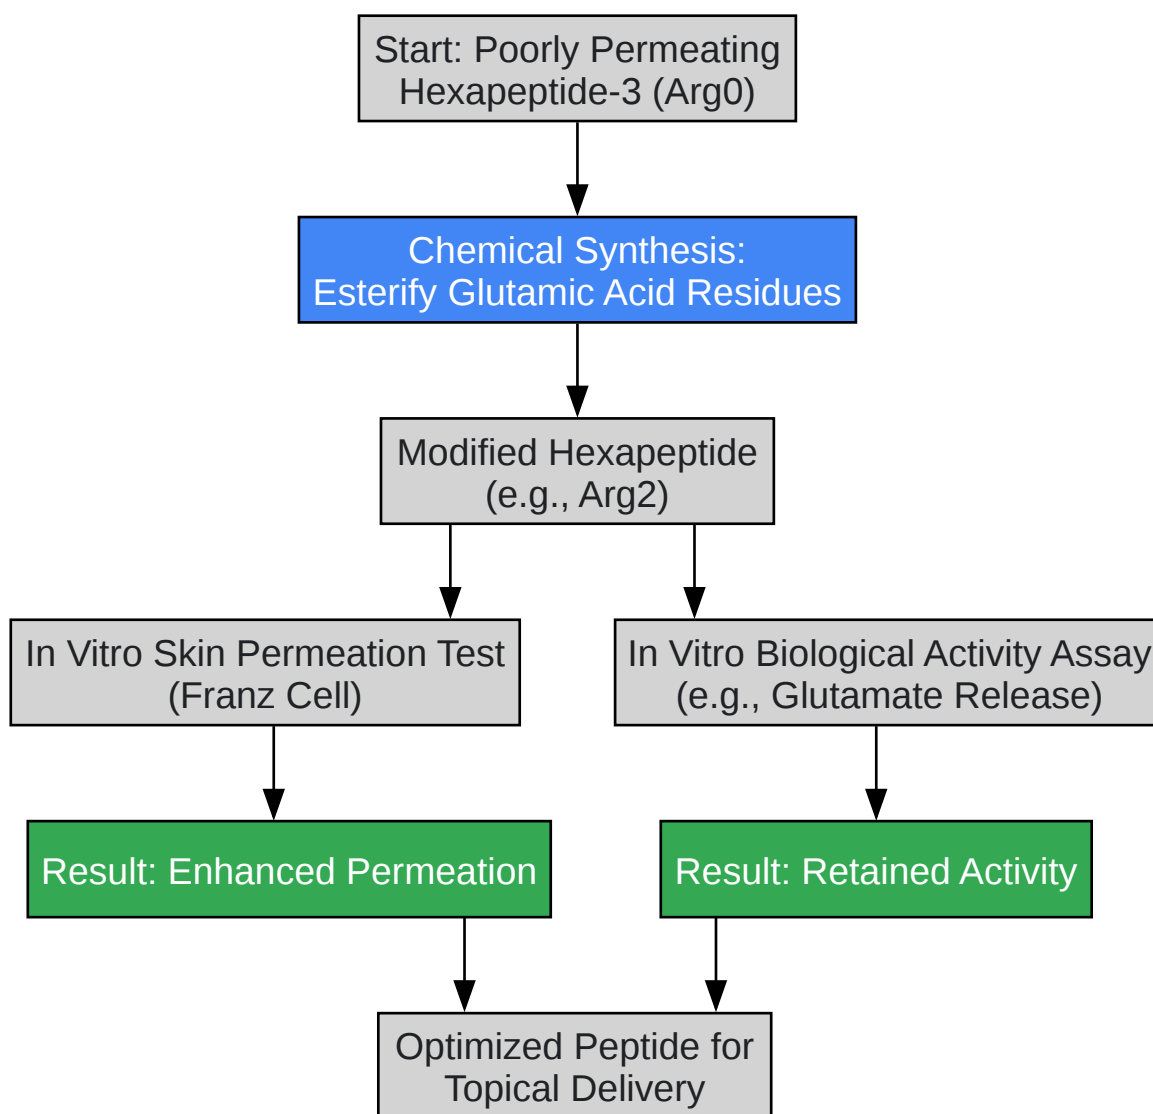 Start: Poorly Permeating
Hexapeptide-3 (Arg0)
Chemical Synthesis:
Esterify Glutamic Acid Residues
Modified Hexapeptide
(e.g., Arg2)
In Vitro Skin Permeation Test
(Franz Cell)
In Vitro Biological Activity Assay
(e.g., Glutamate Release)
Result: Enhanced Permeation
Result: Retained Activity
Optimized Peptide for
Topical Delivery